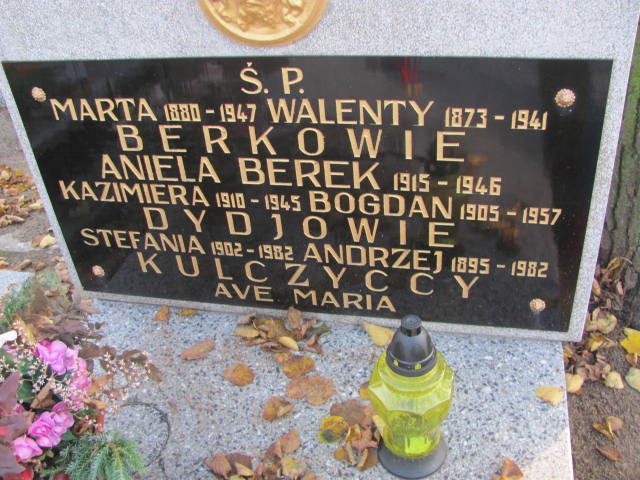 Ś. P.
MARTA 1880 - 1947 WALENTY 1873 - 1941
BERKOWIE
ANIELA BEREK 1915 - 1946
KAZIMIERA 1910 - 1945 BOGDAN 1905 - 1957
DYDJOWIE
STEFANIA 1902 - 1982 ANDRZEJ 1895 - 1982
KULCZYCCY
AVE MARIA